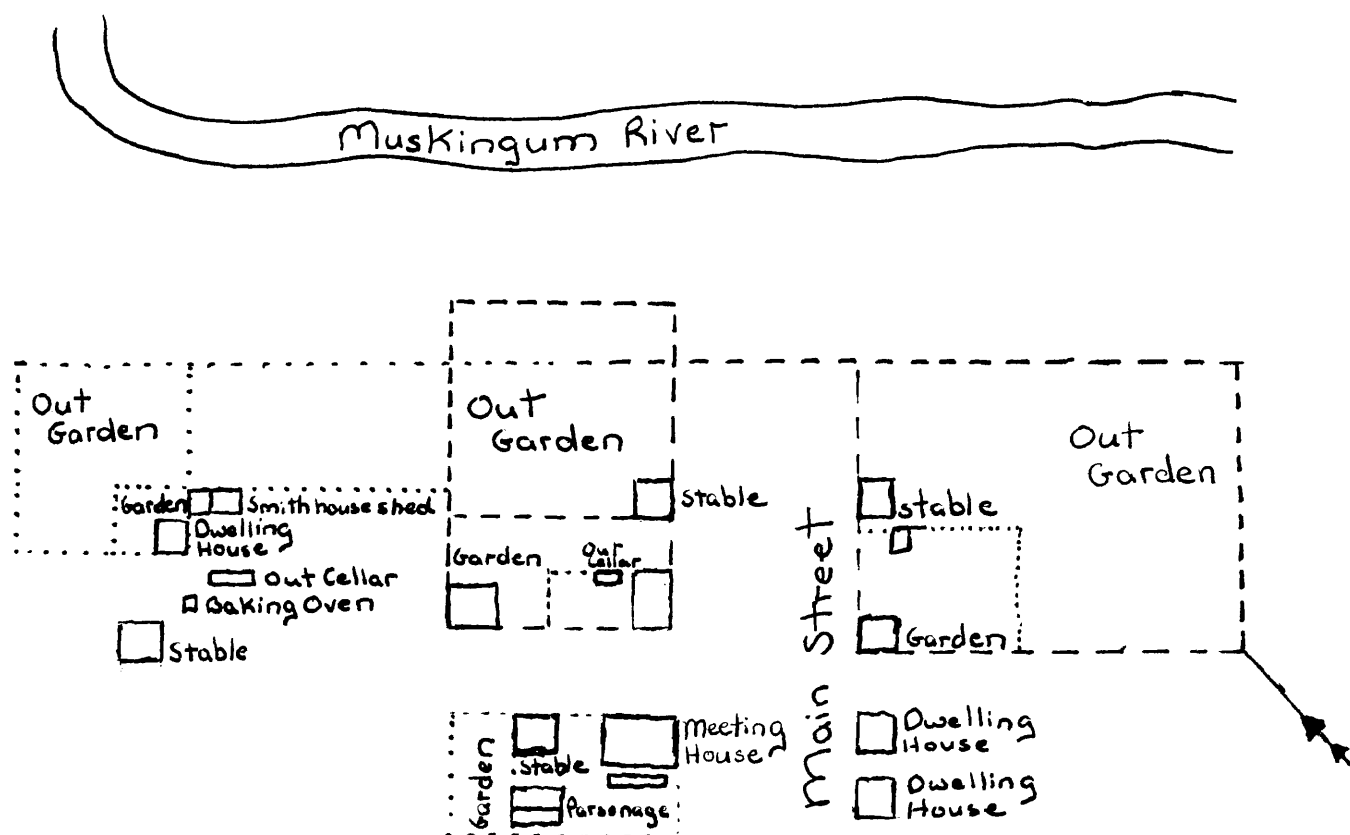 Muskingum River
Out
Garden
Out
Garden
Out
Garden
Garden
Smith house shed
Stable
Stable
Dwelling
House
Garden
Out
Cellar
Out Cellar
Baking Oven
Stable
Garden
Main Street
Garden
Stable
Meeting
House
Parsonage
Dwelling
House
Dwelling
House